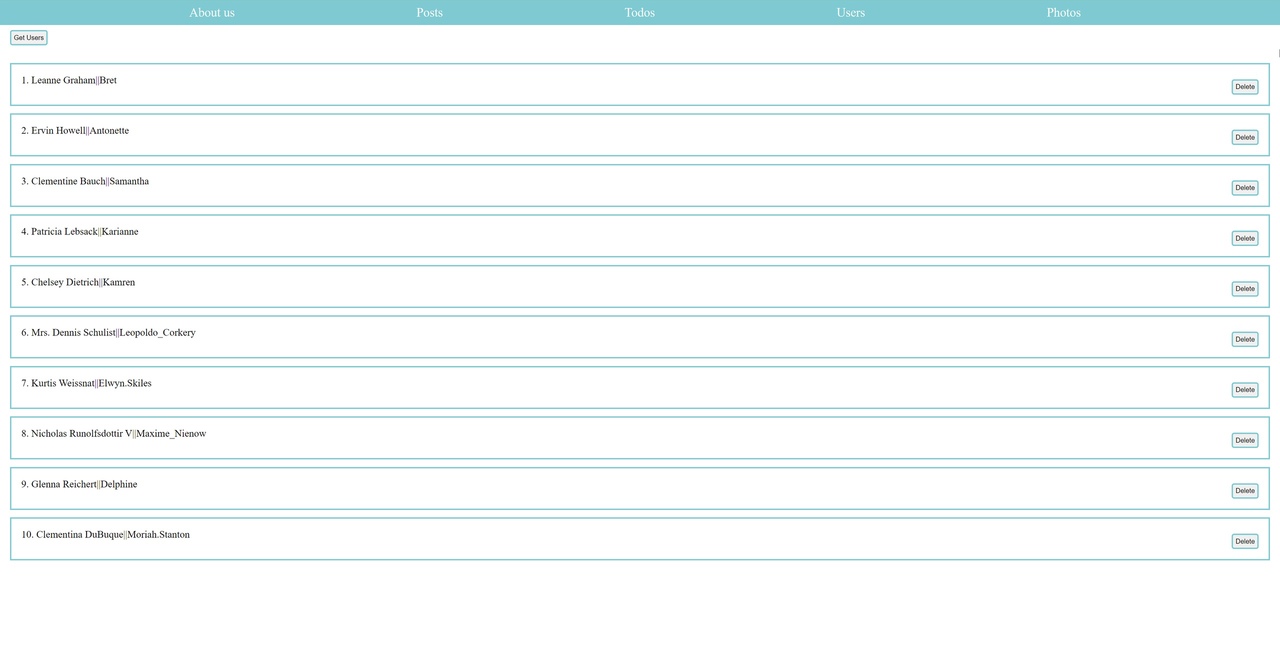 About us Posts Todos Users Photos
Get Users
1. Leanne Graham||Bret
Delete
2. Ervin Howell||Antonette
Delete
3. Clementine Bauch||Samantha
Delete
4. Patricia Lebsack||Karianne
Delete
5. Chelsey Dietrich||Kamren
Delete
6. Mrs. Dennis Schulist||Leopoldo_Corkery
Delete
7. Kurtis Weissnat||Elwyn.Skiles
Delete
8. Nicholas Runolfsdottir V||Maxime_Nienow
Delete
9. Glenna Reichert||Delphine
Delete
10. Clementina DuBuque||Moriah.Stanton
Delete